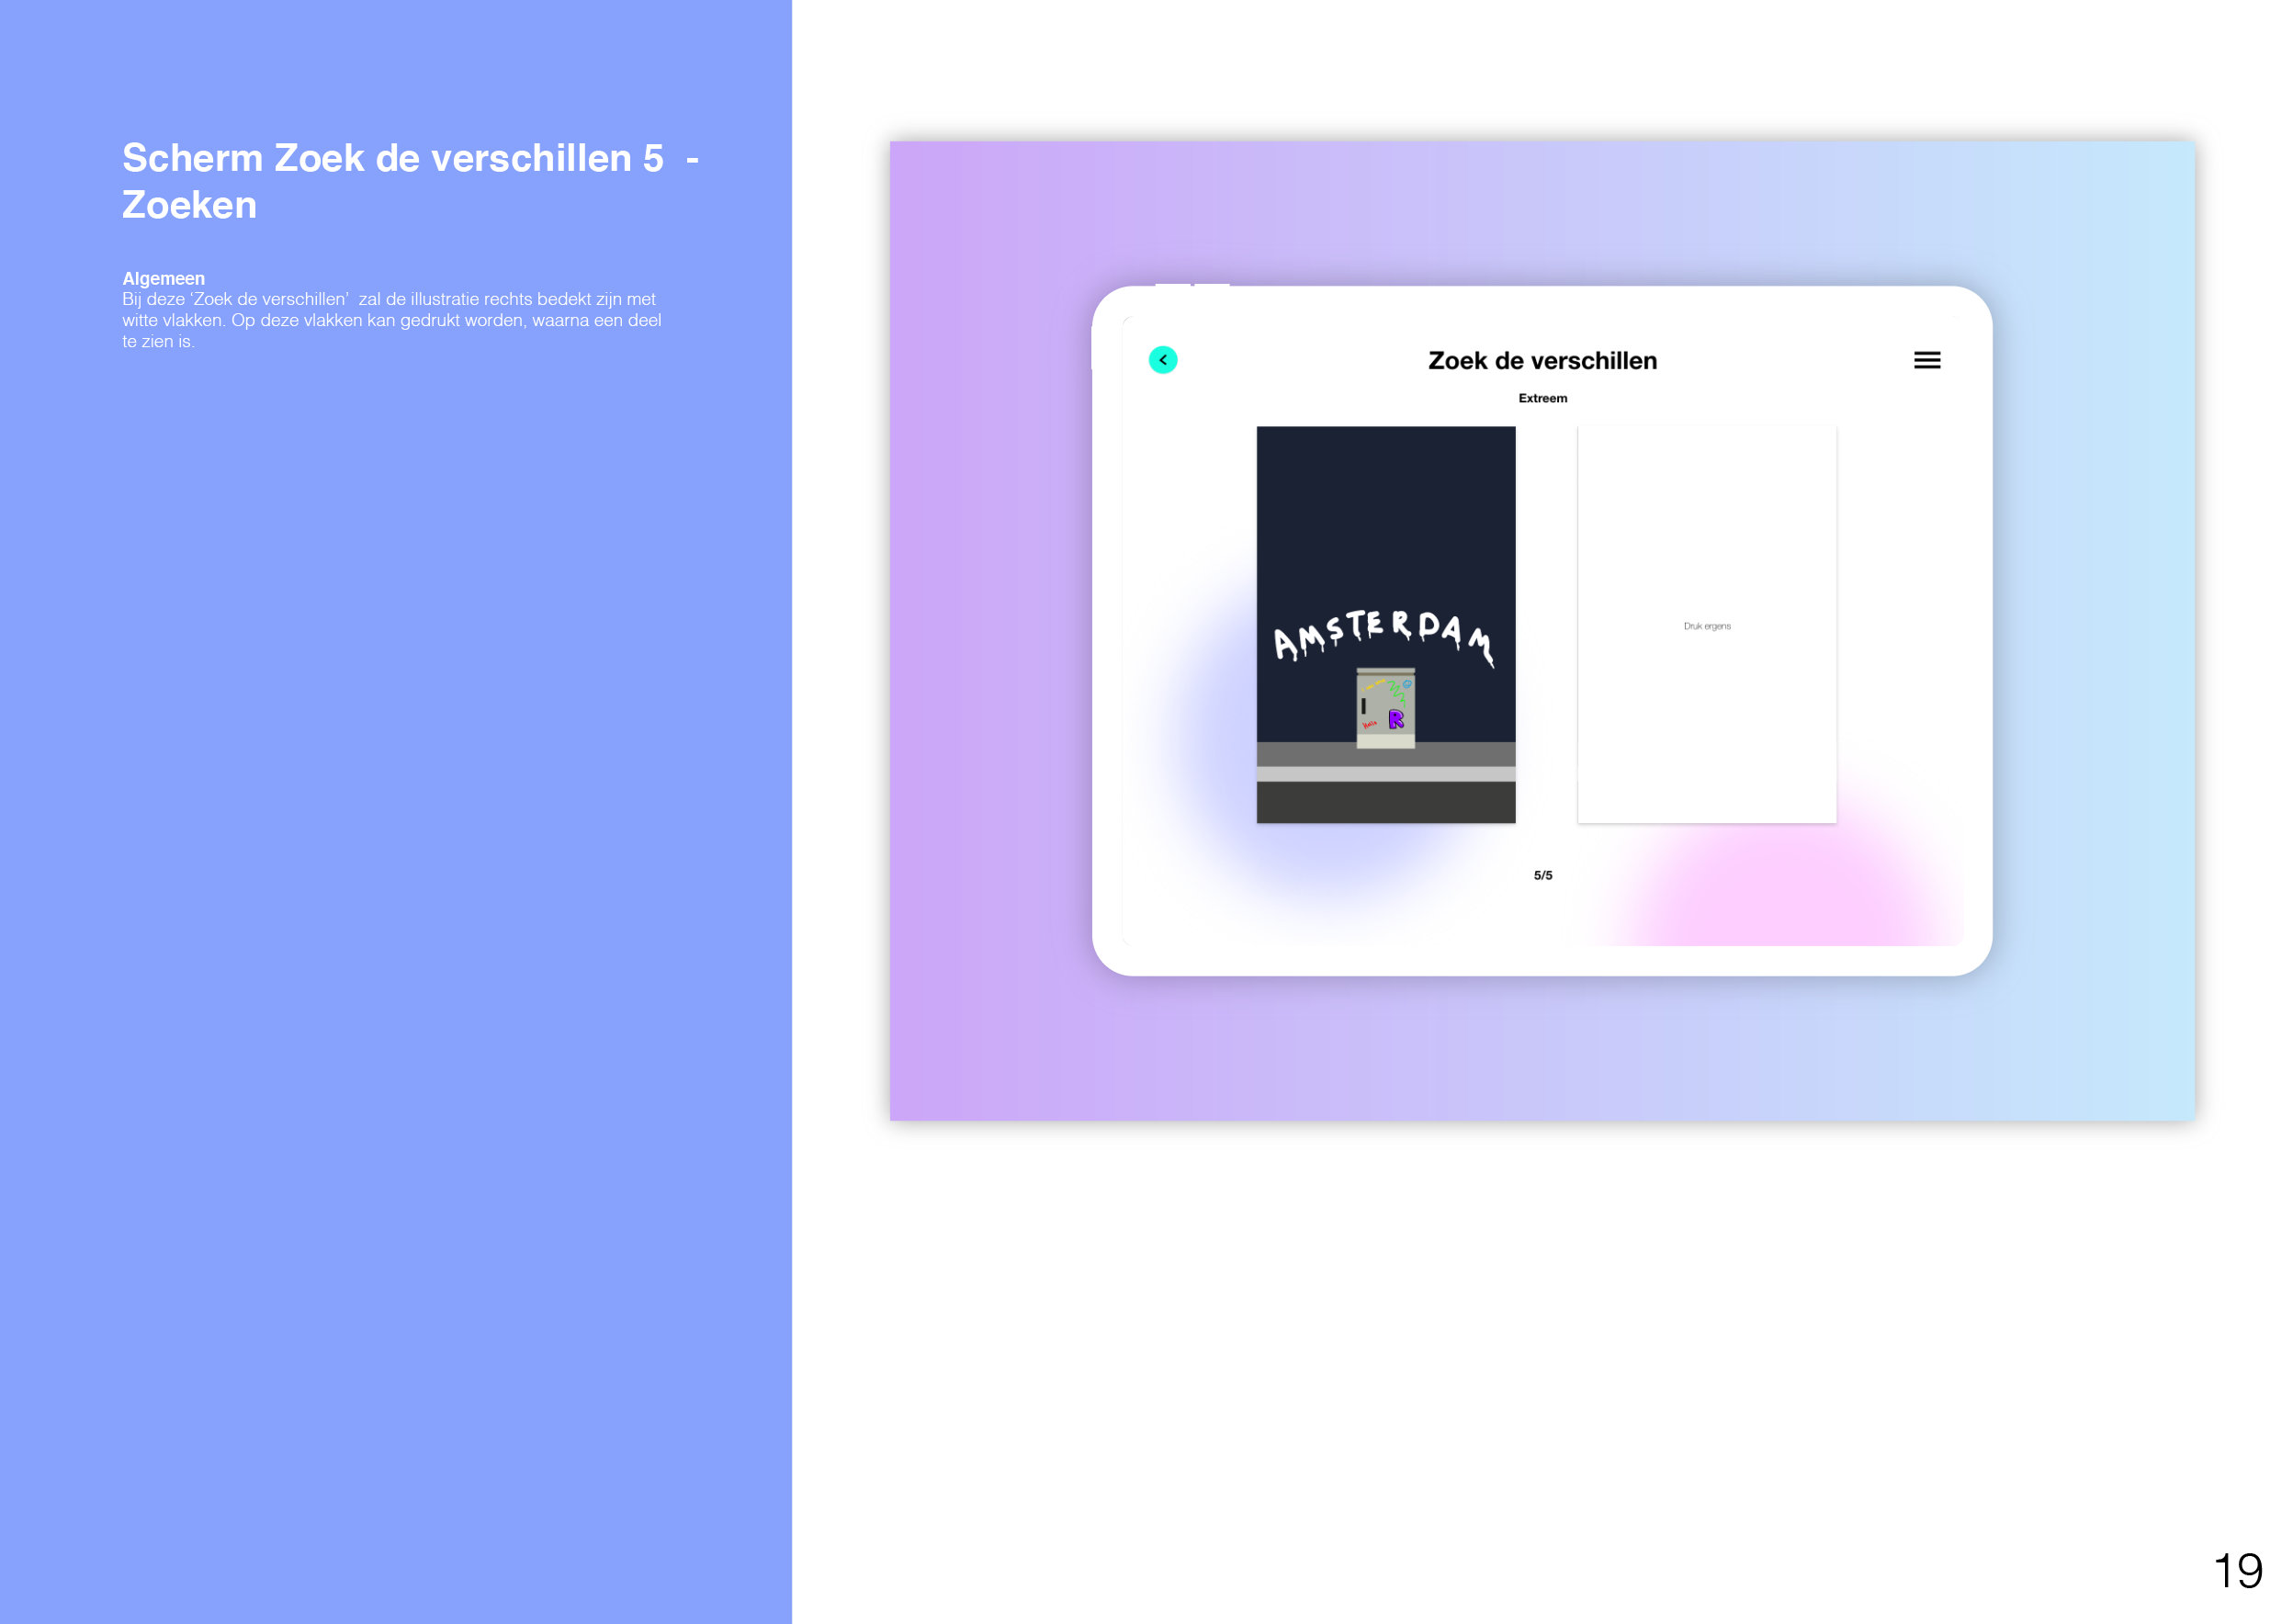 Scherm Zoek de verschillen 5  -
Zoeken
Algemeen
Bij deze ‘Zoek de verschillen’  zal de illustratie rechts bedekt zijn met
witte vlakken. Op deze vlakken kan gedrukt worden, waarna een deel
te zien is.
<
Zoek de verschillen
Extreem
AMSTERDAM
R
Druk ergens
5/5
19